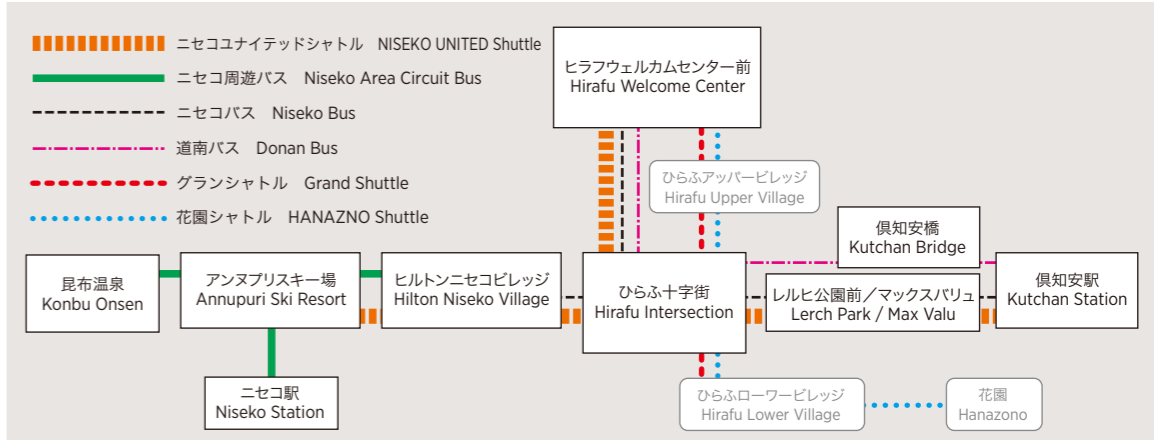 ニセコユナイテッドシャトル NISEKO UNITED Shuttle
ニセコ周遊バス Niseko Area Circuit Bus
ニセコバス Niseko Bus
道南バス Donan Bus
グランシャトル Grand Shuttle
花園シャトル HANAZNO Shuttle
ヒラフウェルカムセンター前
Hirafu Welcome Center
ひらふアッパービレッジ
Hirafu Upper Village
倶知安橋
Kutchan Bridge
昆布温泉
Konbu Onsen
アンヌプリスキー場
Annupuri Ski Resort
ヒルトンニセコビレッジ
Hilton Niseko Village
ひらふ十字街
Hirafu Intersection
レルヒ公園前／マックスバリュ
Lerch Park / Max Valu
倶知安駅
Kutchan Station
ニセコ駅
Niseko Station
ひらふローワービレッジ
Hirafu Lower Village
花園
Hanazono